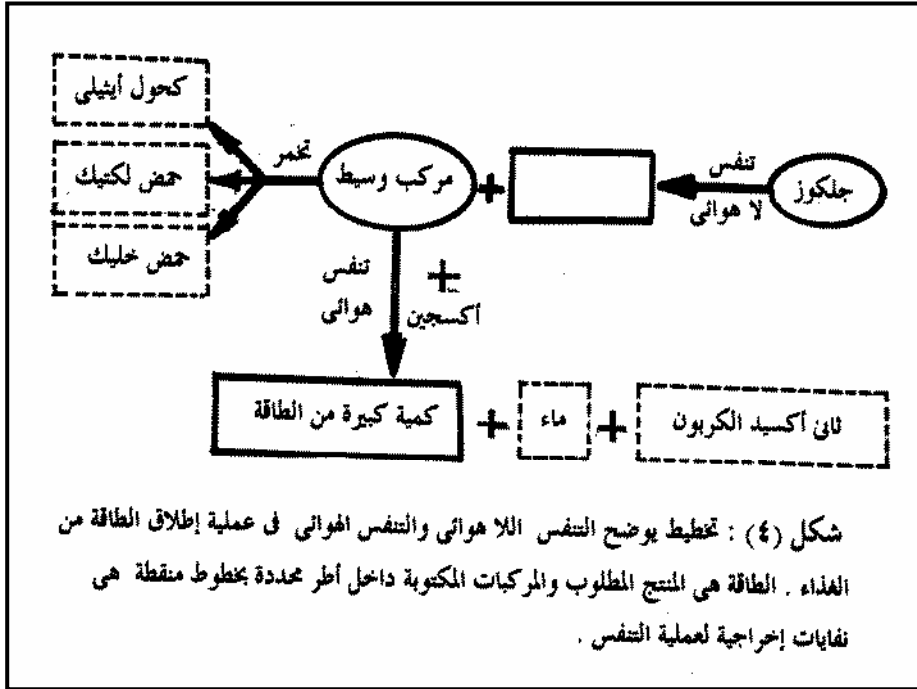 كحول أيثيلى
تخمر
حمض لكتيك
حمض خليك
مركب وسيط
+
تنفس
لا هوائى
جلكوز
تنفس
هوائى
+
أكسجين
كمية كبيرة من الطاقة
+
ماء
+
ثانى أكسيد الكربون
شكل (٤) : تخطيط يوضح التنفس اللا هوائى والتنفس الهوائى فى عملية إطلاق الطاقة من
الغذاء . الطاقة هى المنتج المطلوب والمركبات المكتوبة داخل أطر محددة بخطوط منقطة هى
نفايات إخراجية لعملية التنفس .